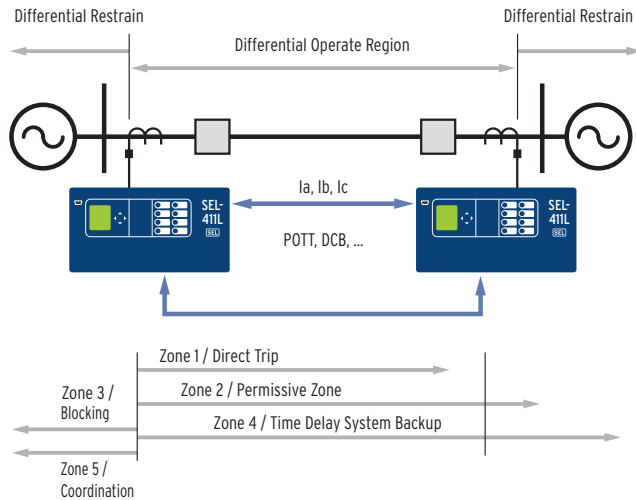 Differential Restrain
Differential Restrain
Differential Operate Region
Ia, Ib, Ic
SEL-
411L
SEL
SEL-
411L
SEL
POTT, DCB, ...
Zone 1 / Direct Trip
Zone 3 /
Blocking
Zone 2 / Permissive Zone
Zone 4 / Time Delay System Backup
Zone 5 /
Coordination